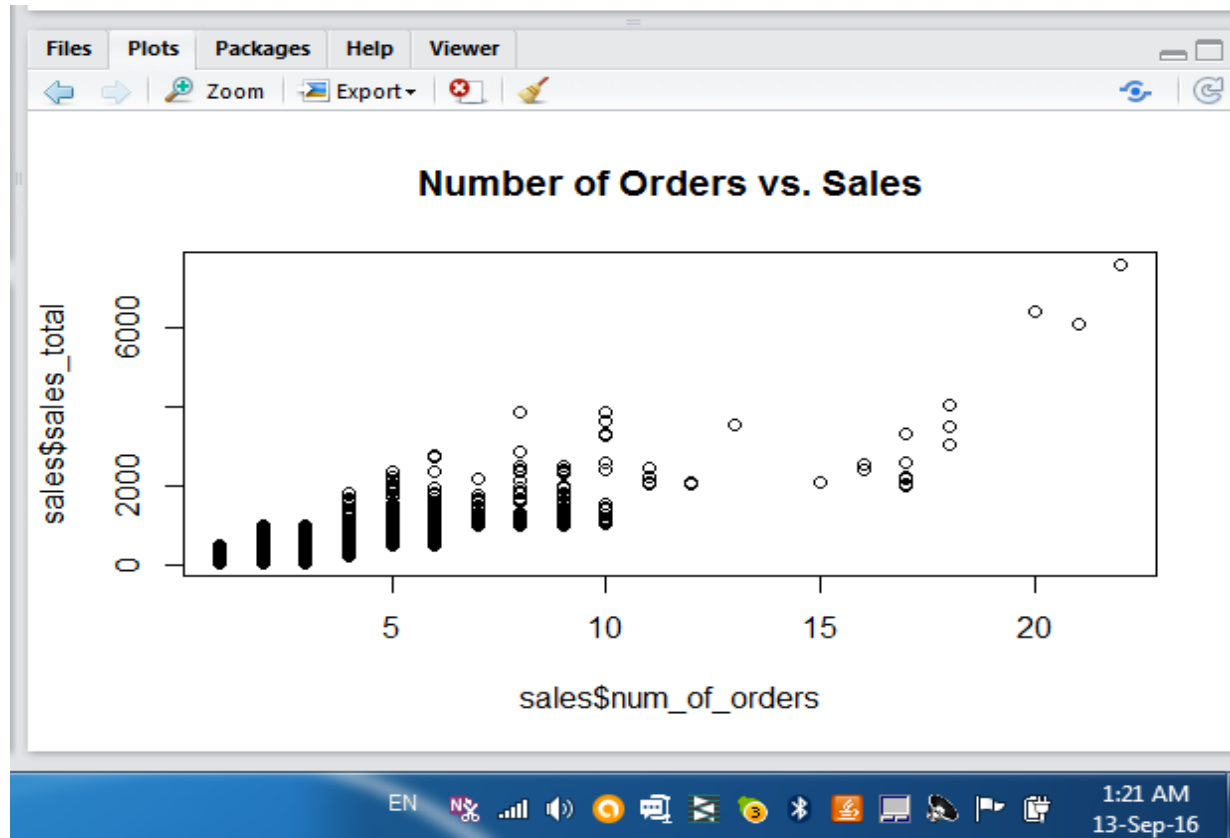 Files Plots Packages Help Viewer
Zoom Export
Number of Orders vs. Sales
sales$sales_total
6000
2000
0
5 10 15 20
sales$num_of_orders
EN 3 1:21 AM
13-Sep-16